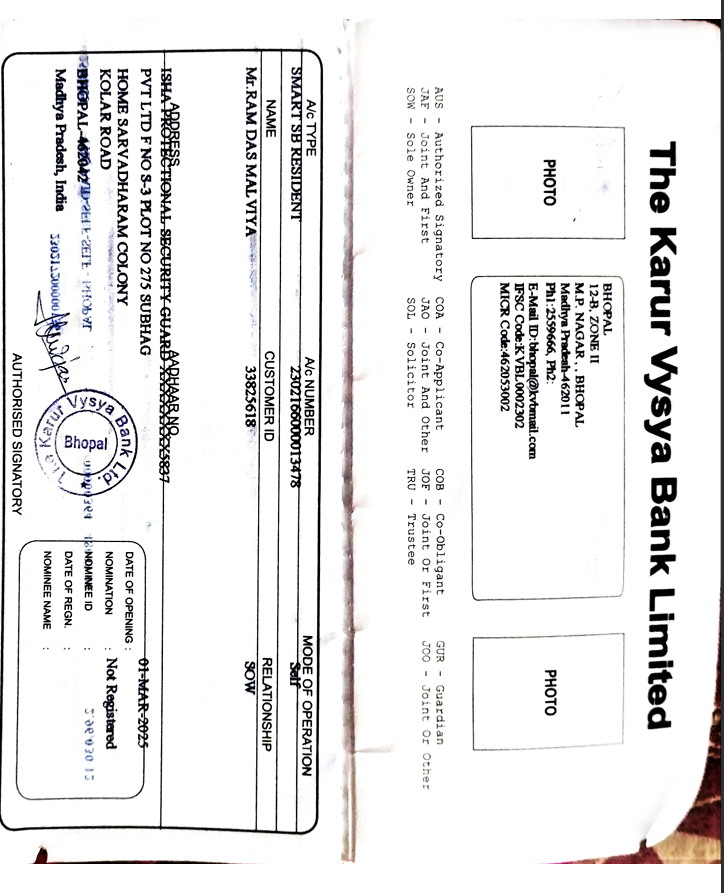 The Karur Vysya Bank Limited
PHOTO
BHOPAL
12-B, ZONE II
M.P. NAGAR, , BHOPAL
Madhya Pradesh-462011
Ph1:2559666, Ph2:
E-Mail ID:bhopal@kvbmail.com
IFSC Code:KVBL0002302
MICR Code:462053002
PHOTO
AUS - Authorized Signatory COA - Co-Applicant COB - Co-Obligant GUR - Guardian
JAF - Joint And First JAO - Joint And Other JOF - Joint Or First JOO - Joint Or Other
SOW - Sole Owner SOL - Solicitor TRU - Trustee
A/c TYPE A/c NUMBER MODE OF OPERATION
SMART SB RESIDENT 2302166000013478 Self
NAME CUSTOMER ID RELATIONSHIP
Mr.RAM DAS MALVIYA 33825618 SOW
ADDRESS AADHAAR NO
ISHA PROTECTIONAL SECURITY GUARD XXXXXXXX5837
PVT LTD F NO S-3 PLOT NO 275 SUBHAG
HOME SARVADHARAM COLONY
KOLAR ROAD
BHOPAL-462042
Madhya Pradesh, India
DATE OF OPENING : 01-MAR-2025
NOMINATION : Not Registered
NOMINEE ID :
DATE OF REGN. :
NOMINEE NAME :
The Karur Vysya Bank Ltd.
Bhopal
AUTHORISED SIGNATORY